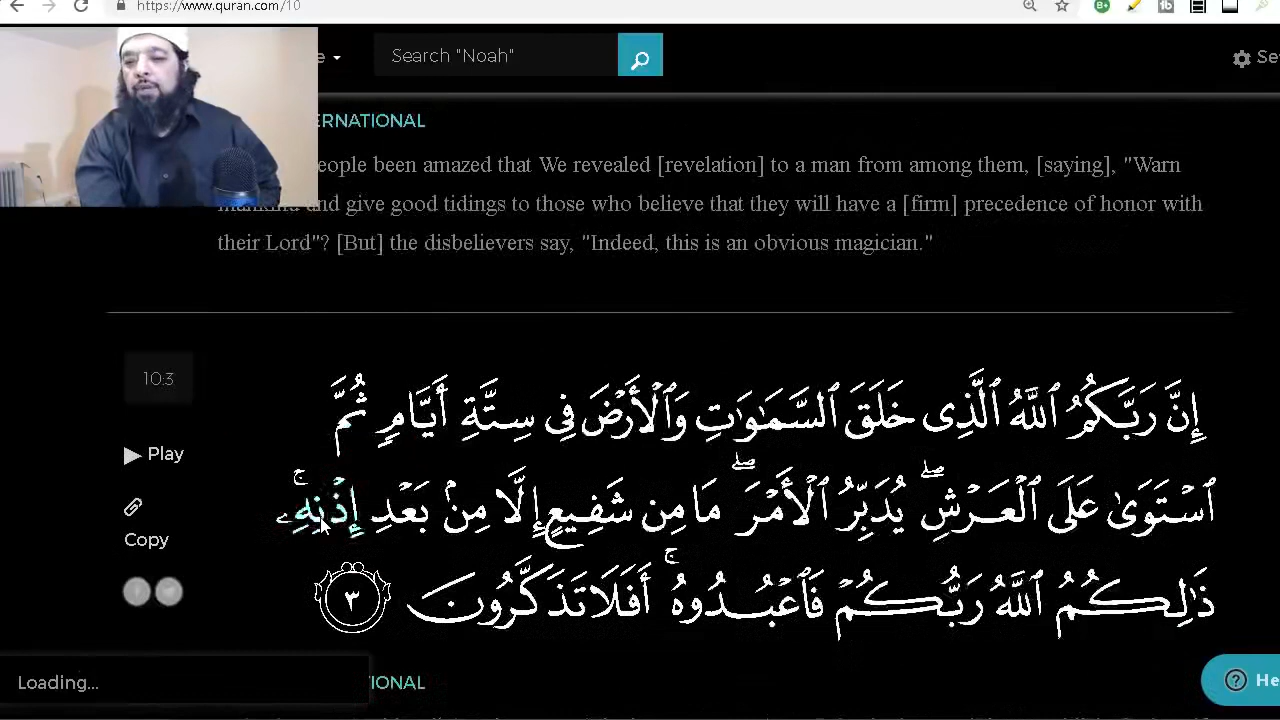 https://www.quran.com/10
Search "Noah"
ERNATIONAL
eople been amazed that We revealed [revelation] to a man from among them, [saying], "Warn
mankind and give good tidings to those who believe that they will have a [firm] precedence of honor with
their Lord"? [But] the disbelievers say, "Indeed, this is an obvious magician."
10:3
إِنَّ رَبَّكُمُ ٱللَّهُ ٱلَّذِى خَلَقَ ٱلسَّمَـٰوَٰتِ وَٱلْأَرْضَ فِى سِتَّةِ أَيَّامٍ ثُمَّ
ٱسْتَوَىٰ عَلَى ٱلْعَرْشِ ۖ يُدَبِّرُ ٱلْأَمْرَ ۖ مَا مِن شَفِيعٍ إِلَّا مِنۢ بَعْدِ إِذْنِهِۦ ۚ
ذَٰلِكُمُ ٱللَّهُ رَبُّكُمْ فَٱعْبُدُوهُ ۚ أَفَلَا تَذَكَّرُونَ ٣
Play
Copy
Loading...
IONAL
He